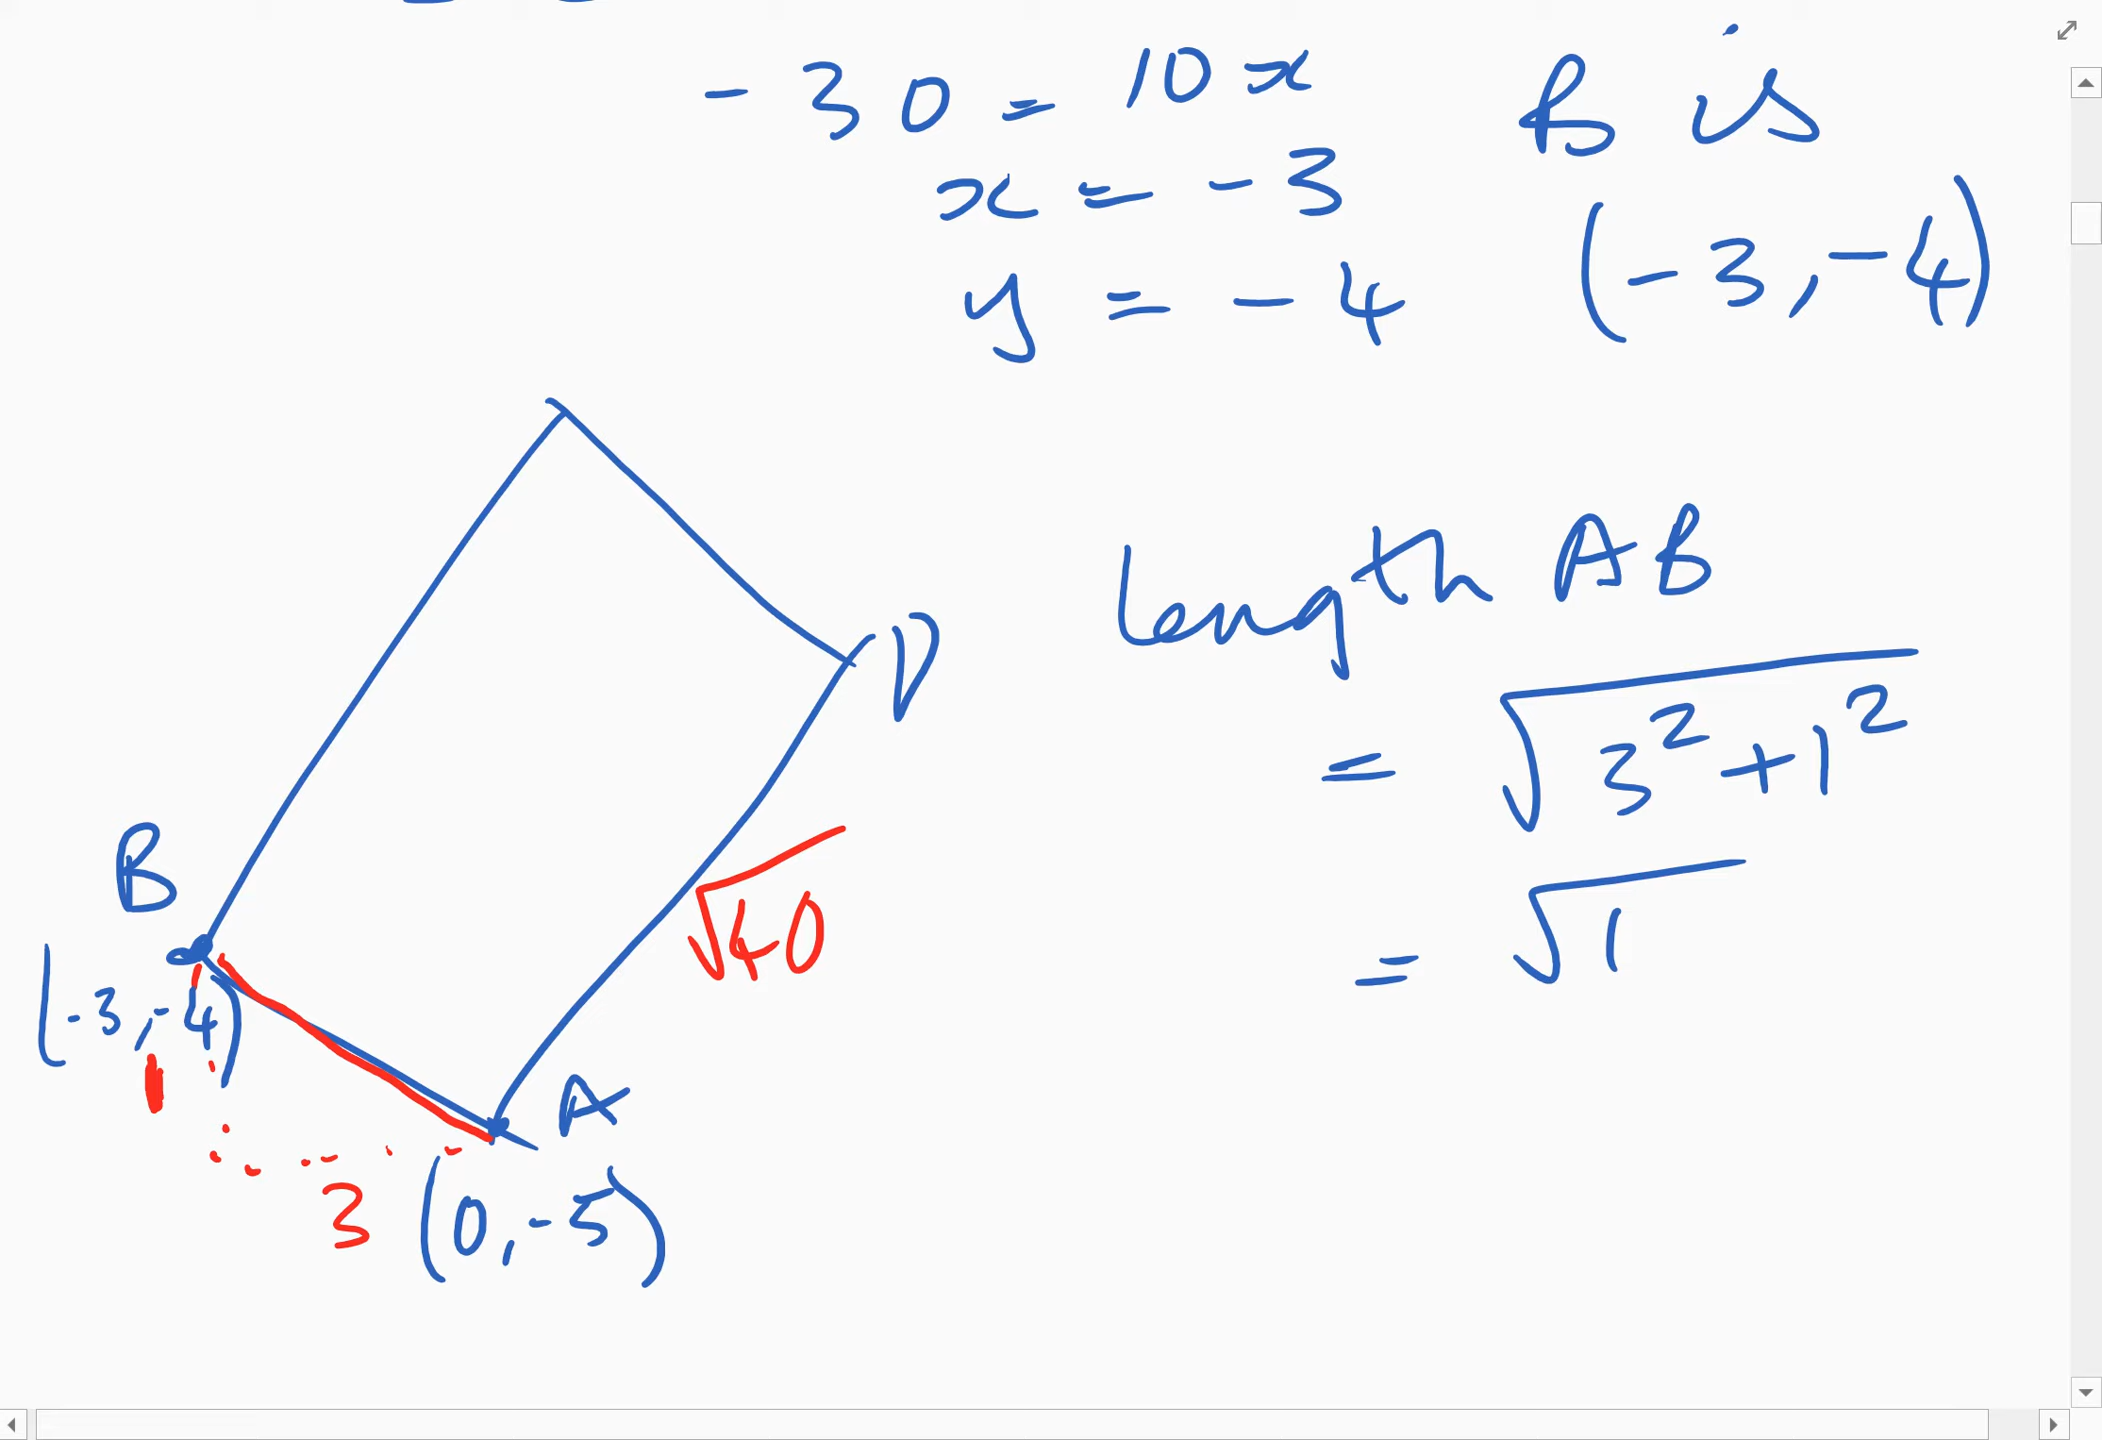 -30 = 10x
x = -3
y = -4
B is
(-3, -4)
length AB
= √(3² + 1²)
= √1
D
√40
B
(-3, -4)
1
A
3
(0, -5)